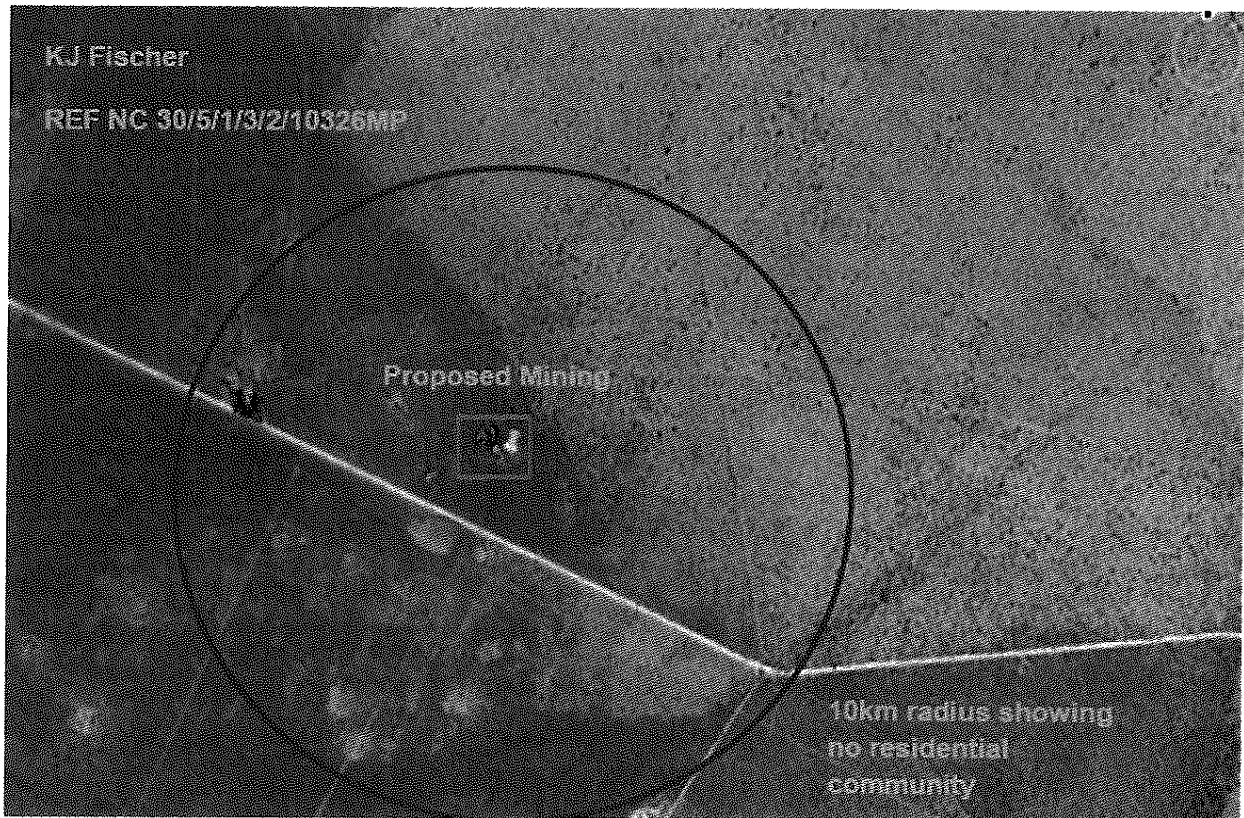 KJ Fischer
REF NC 30/5/1/3/2/10326MP
Proposed Mining
10km radius showing
no residential
community